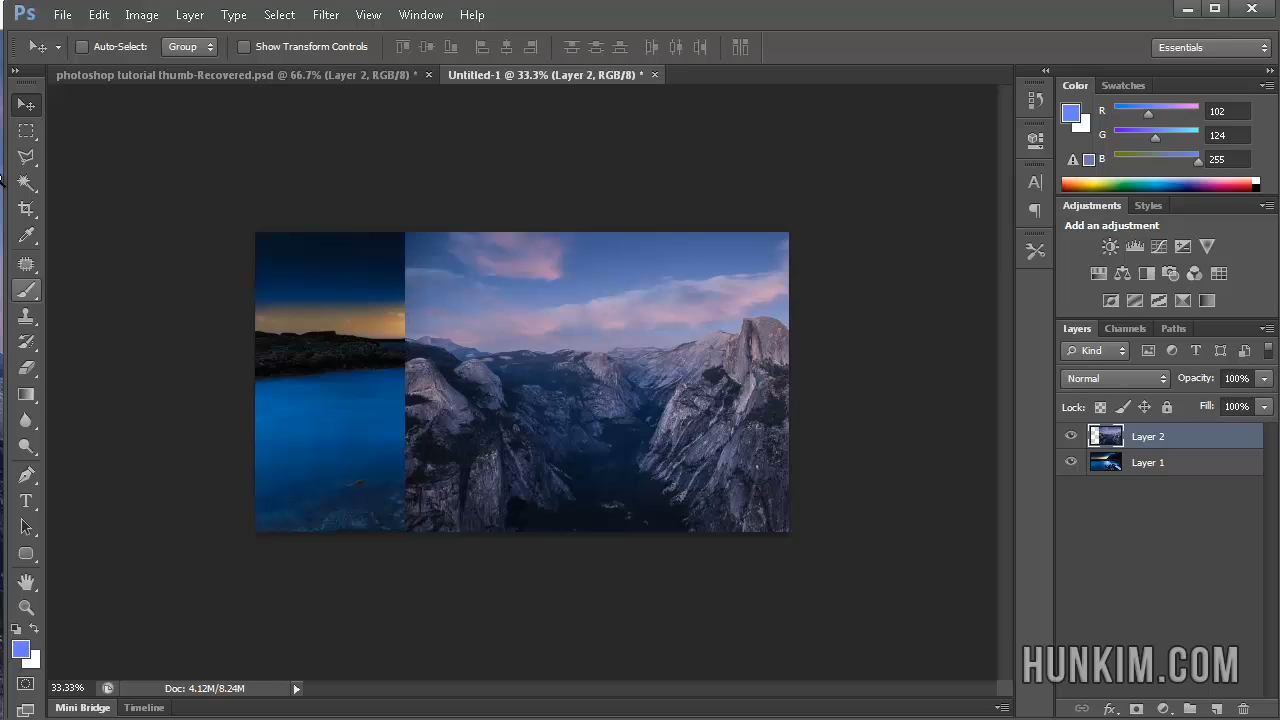 Ps File Edit Image Layer Type Select Filter View Window Help
Auto-Select: Group Show Transform Controls Essentials
photoshop tutorial thumb-Recovered.psd @ 66.7% (Layer 2, RGB/8) * × Untitled-1 @ 33.3% (Layer 2, RGB/8) * ×
Color Swatches
R 102
G 124
B 255
Adjustments Styles
Add an adjustment
Layers Channels Paths
Kind
Normal Opacity: 100%
Lock: Fill: 100%
Layer 2
Layer 1
HUNKIM.COM
33.33% Doc: 4.12M/8.24M
Mini Bridge Timeline